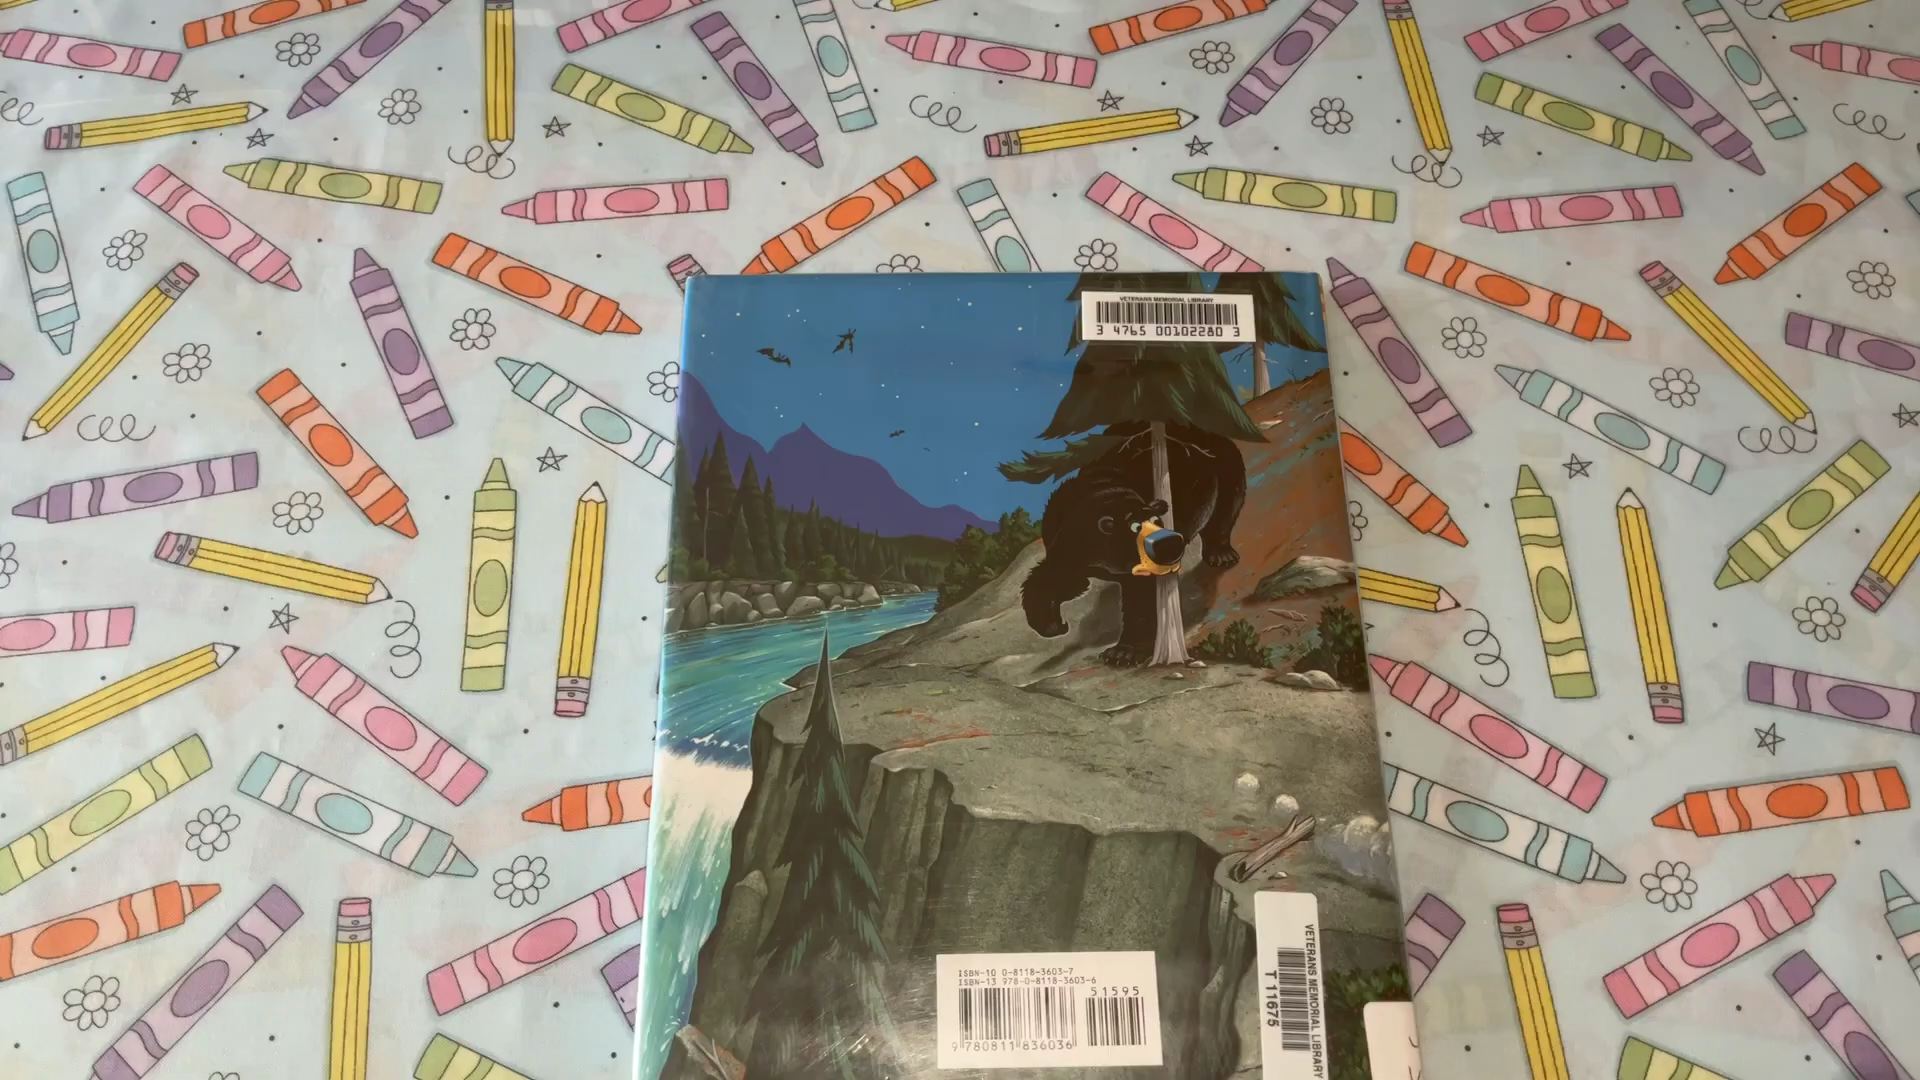 VETERANS MEMORIAL LIBRARY
3 4765 00102280 3
ISBN-10 0-8118-3603-7
ISBN-13 978-0-8118-3603-6
51595
9 780811 836036
VETERANS MEMORIAL LIBRARY
T 11675